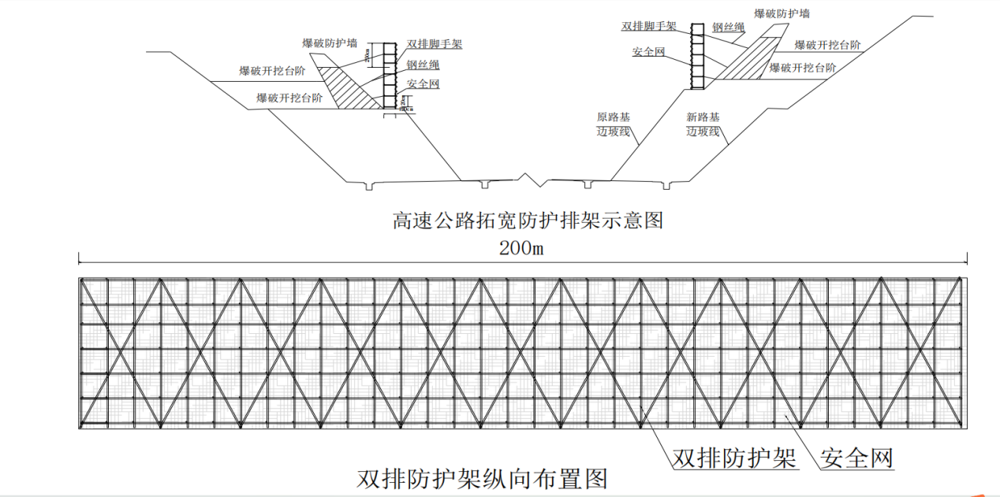 爆破防护墙
双排脚手架
钢丝绳
安全网
爆破开挖台阶
爆破开挖台阶
爆破防护墙
双排脚手架
钢丝绳
安全网
爆破开挖台阶
爆破开挖台阶
原路基
边坡线
新路基
边坡线
高速公路拓宽防护排架示意图
200m
双排防护架
安全网
双排防护架纵向布置图